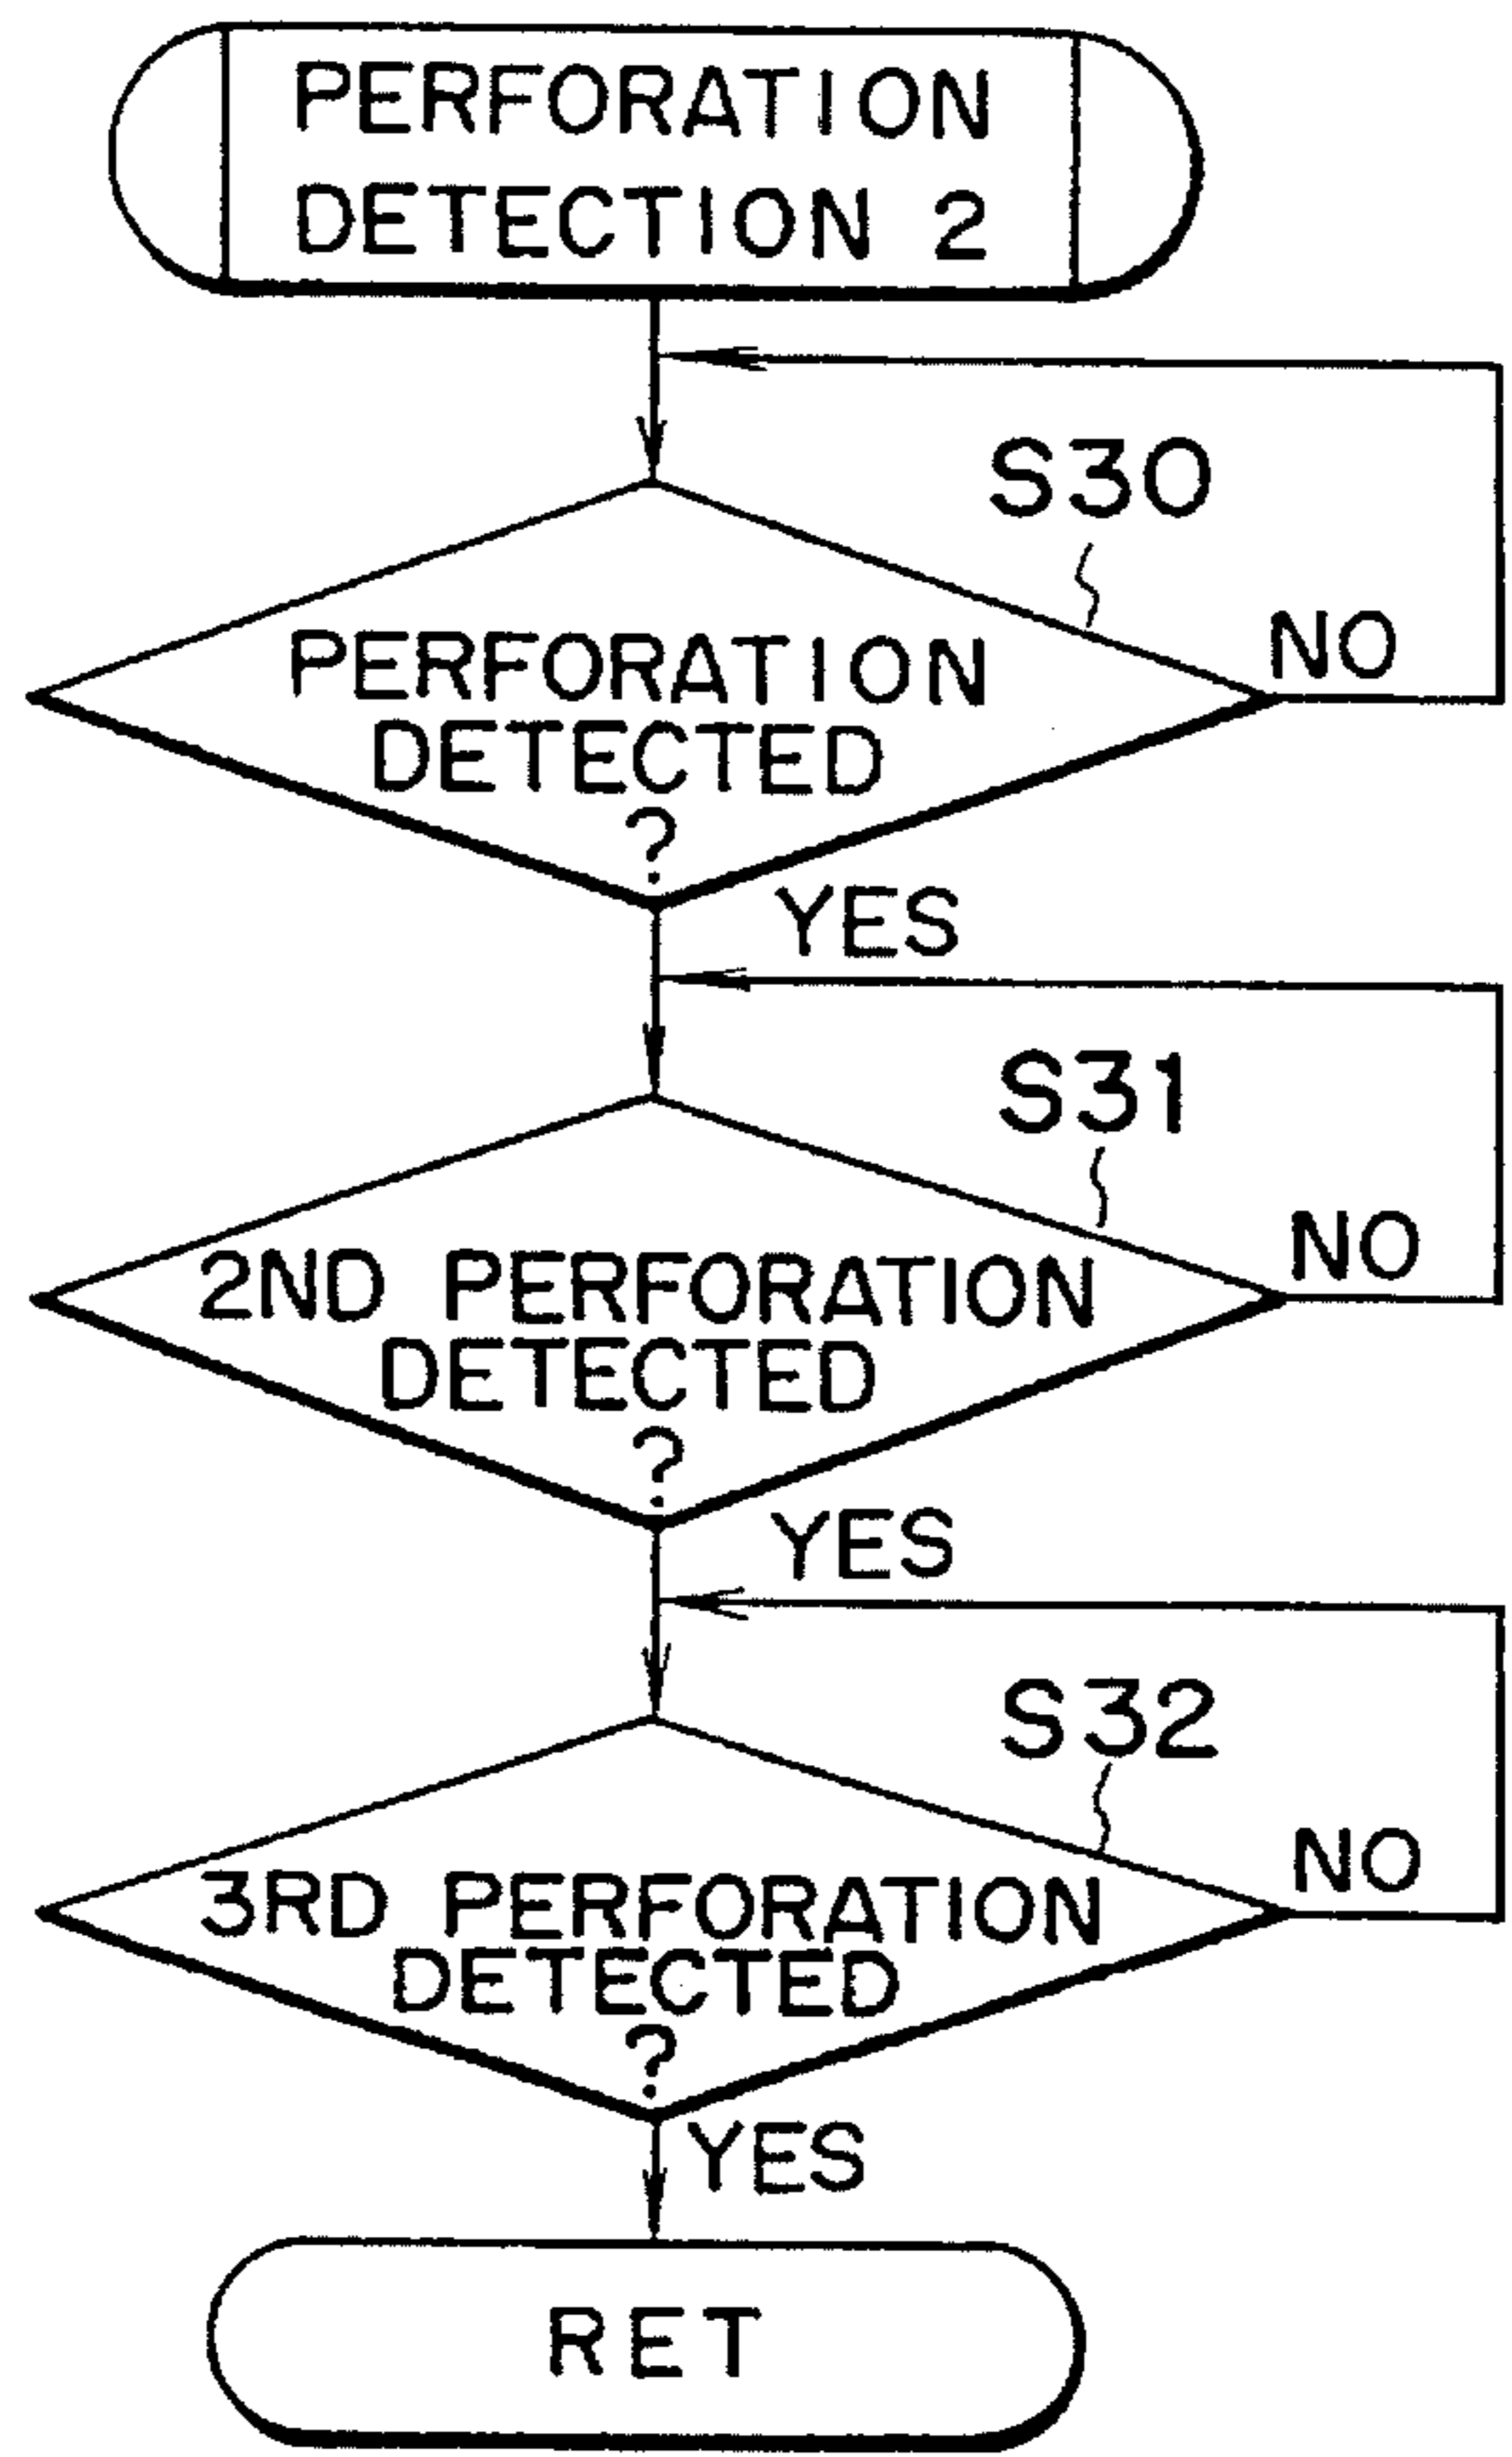 PERFORATION
DETECTION 2
S30
NO
PERFORATION
DETECTED
?
YES
S31
NO
2ND PERFORATION
DETECTED
?
YES
S32
NO
3RD PERFORATION
DETECTED
?
YES
RET